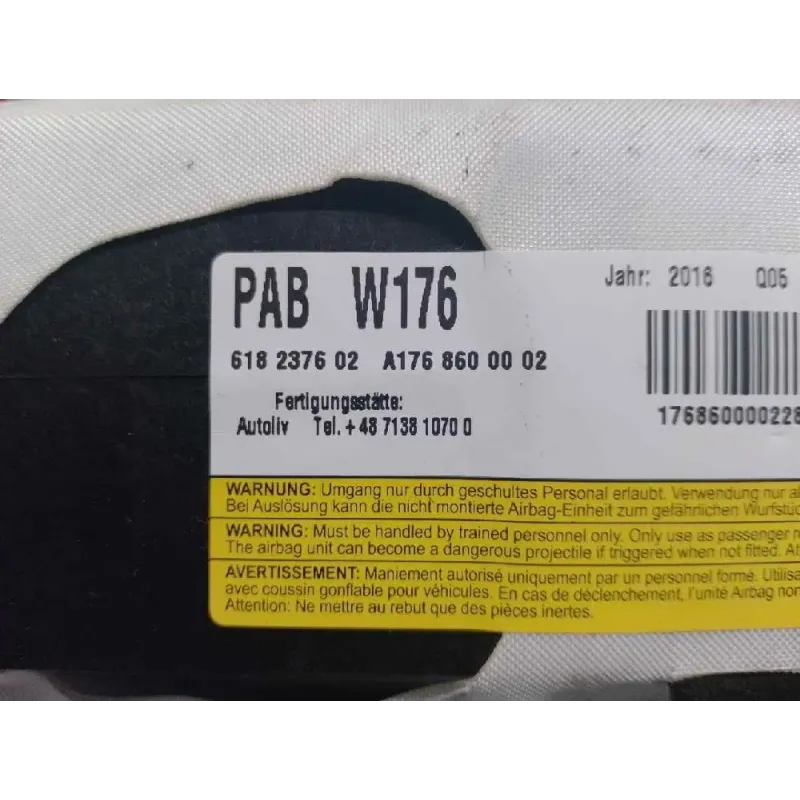 PAB W176
Jahr: 2016 Q05
618 2376 02 A176 860 00 02
Fertigungsstätte:
Autoliv Tel. + 48 71381070 0
176860000228
WARNUNG: Umgang nur durch geschultes Personal erlaubt. Verwendung nur al
Bei Auslösung kann die nicht montierte Airbag-Einheit zum gefährlichen Wurfstüc
WARNING: Must be handled by trained personnel only. Only use as passenger
The airbag unit can become a dangerous projectile if triggered when not fitted. At
AVERTISSEMENT: Maniement autorisé uniquement par un personnel formé. Utilisa
avec coussin gonflable pour véhicules. En cas de déclenchement, l'unité Airbag non
Attention: Ne mettre au rebut que des pièces inertes.